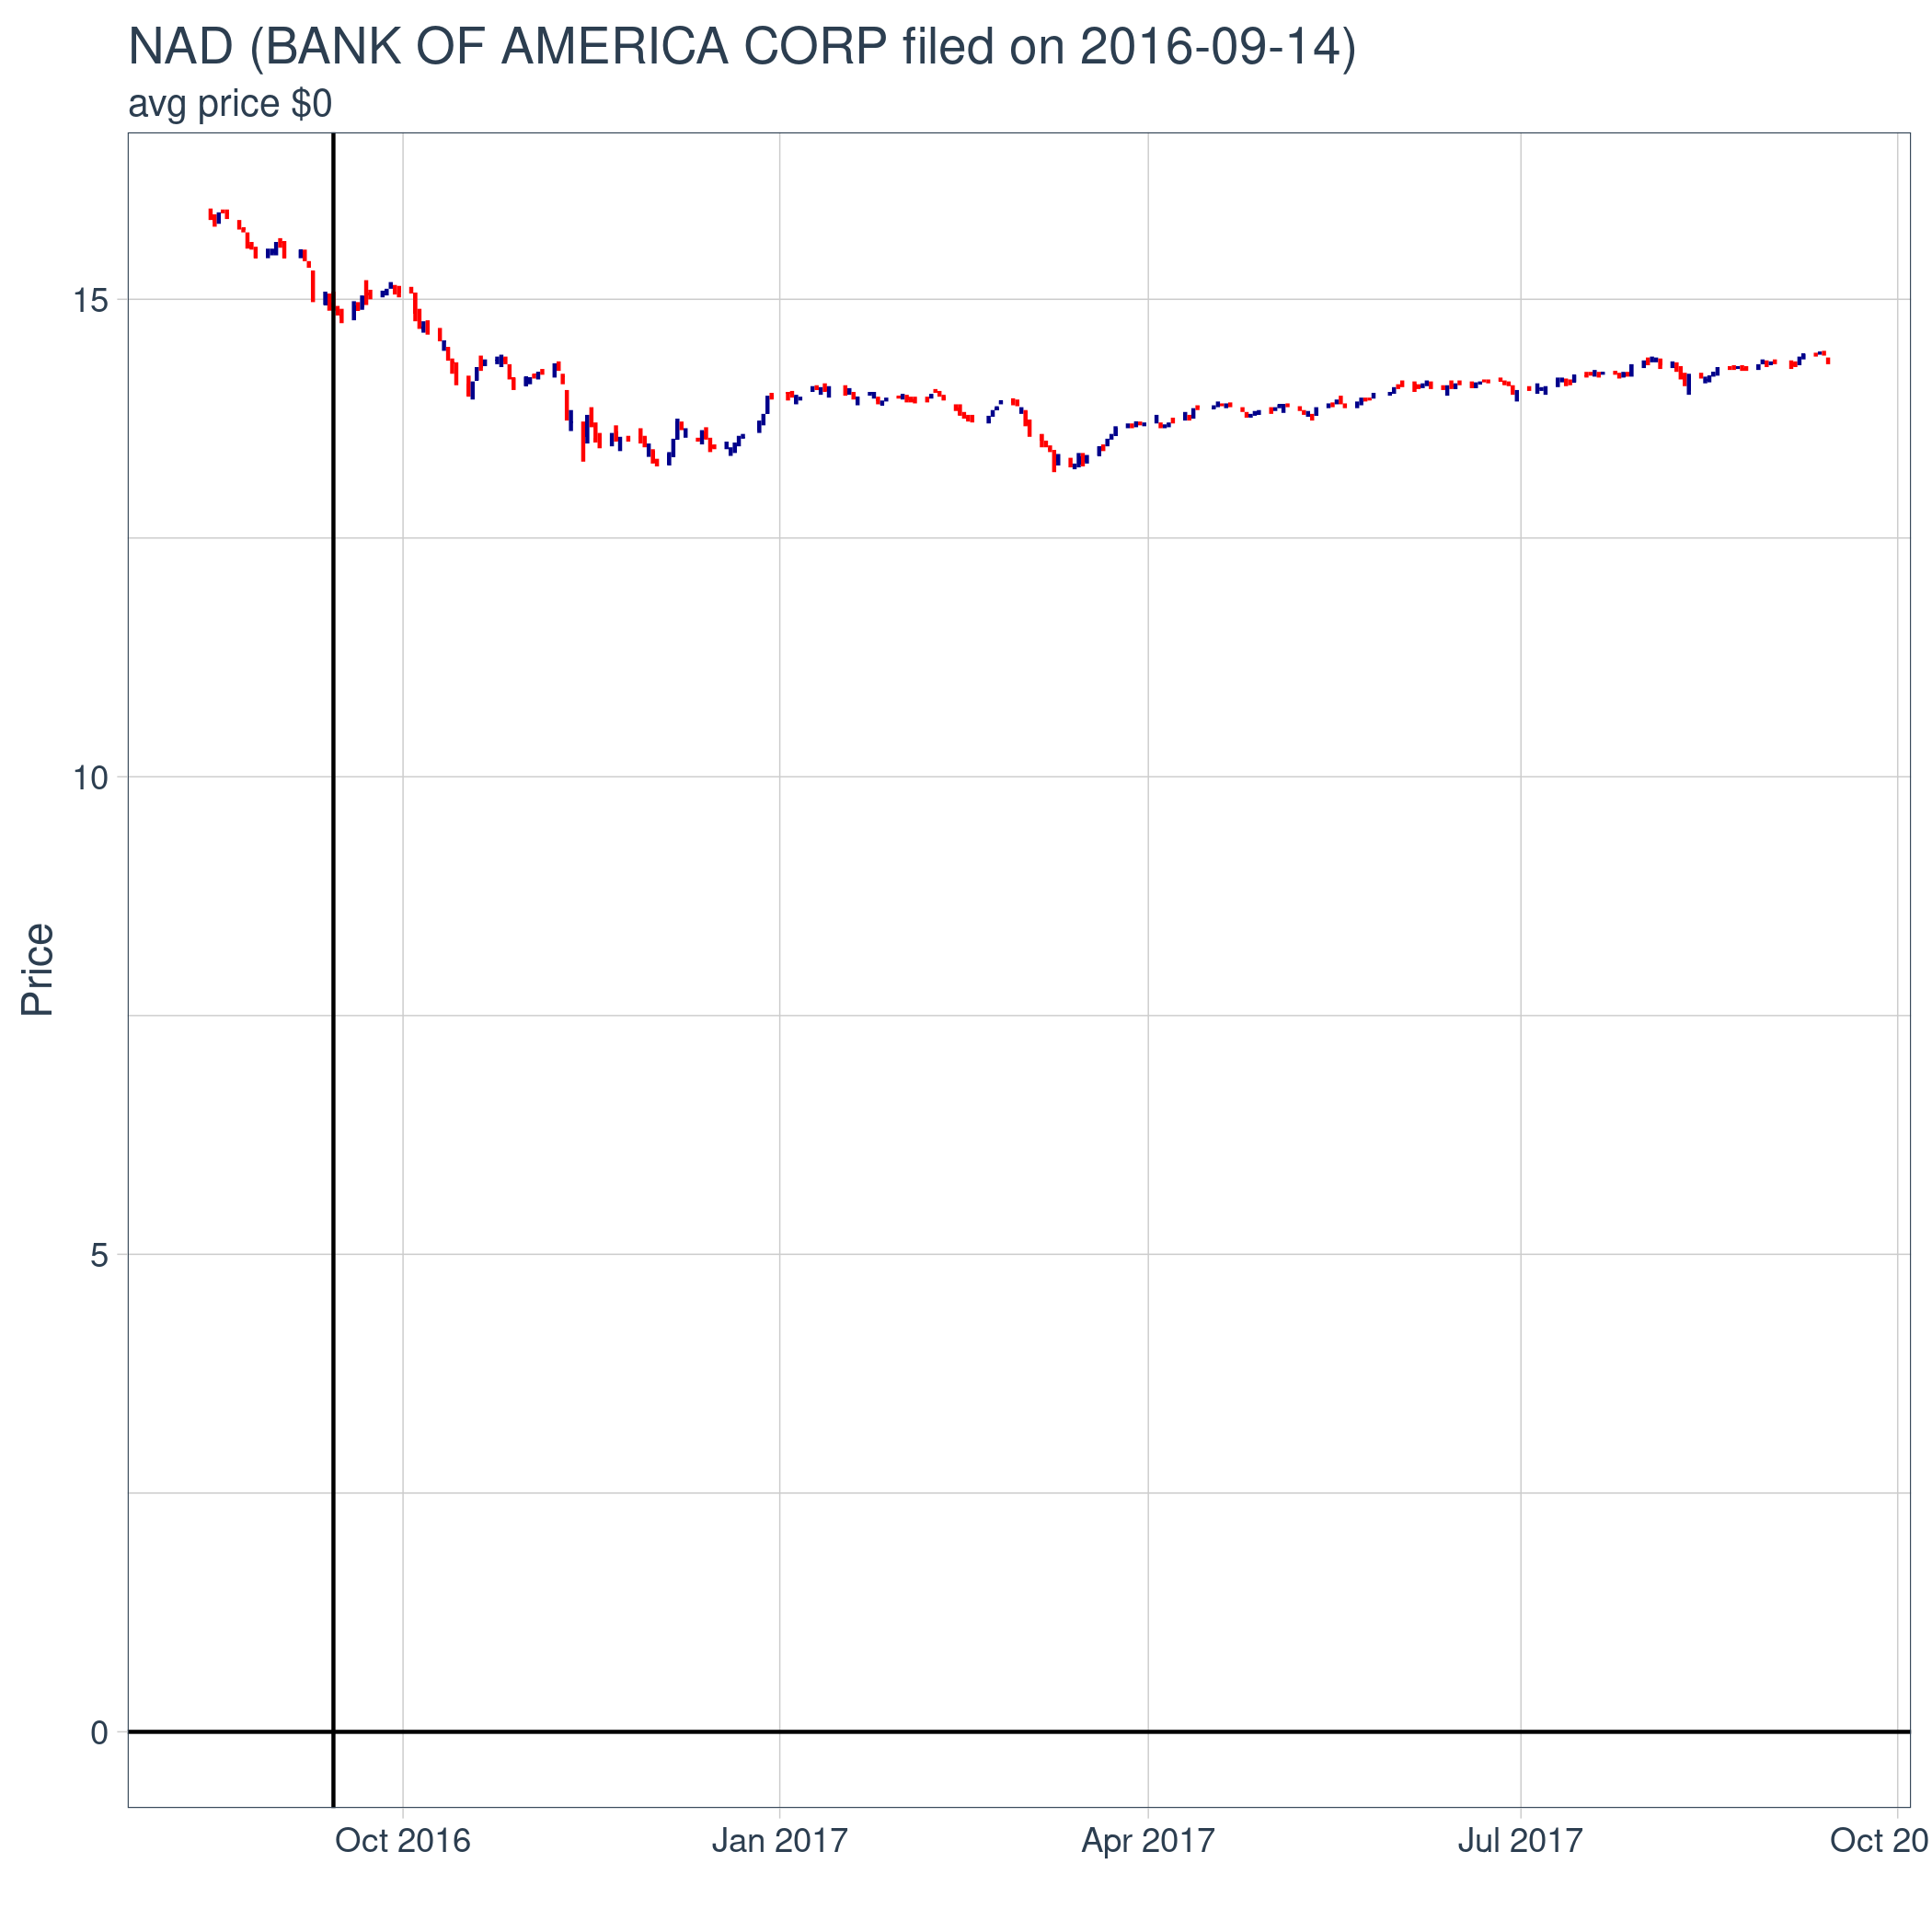 NAD (BANK OF AMERICA CORP filed on 2016-09-14)
avg price $0
Price
15
10
5
0
Oct 2016 Jan 2017 Apr 2017 Jul 2017 Oct 20